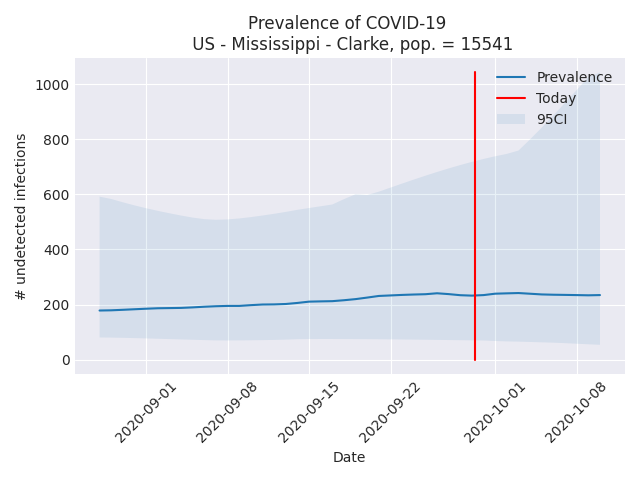 Prevalence of COVID-19
US - Mississippi - Clarke, pop. = 15541
Prevalence
Today
95CI
1000
800
600
400
200
0
# undetected infections
2020-09-01
2020-09-08
2020-09-15
2020-09-22
2020-10-01
2020-10-08
Date